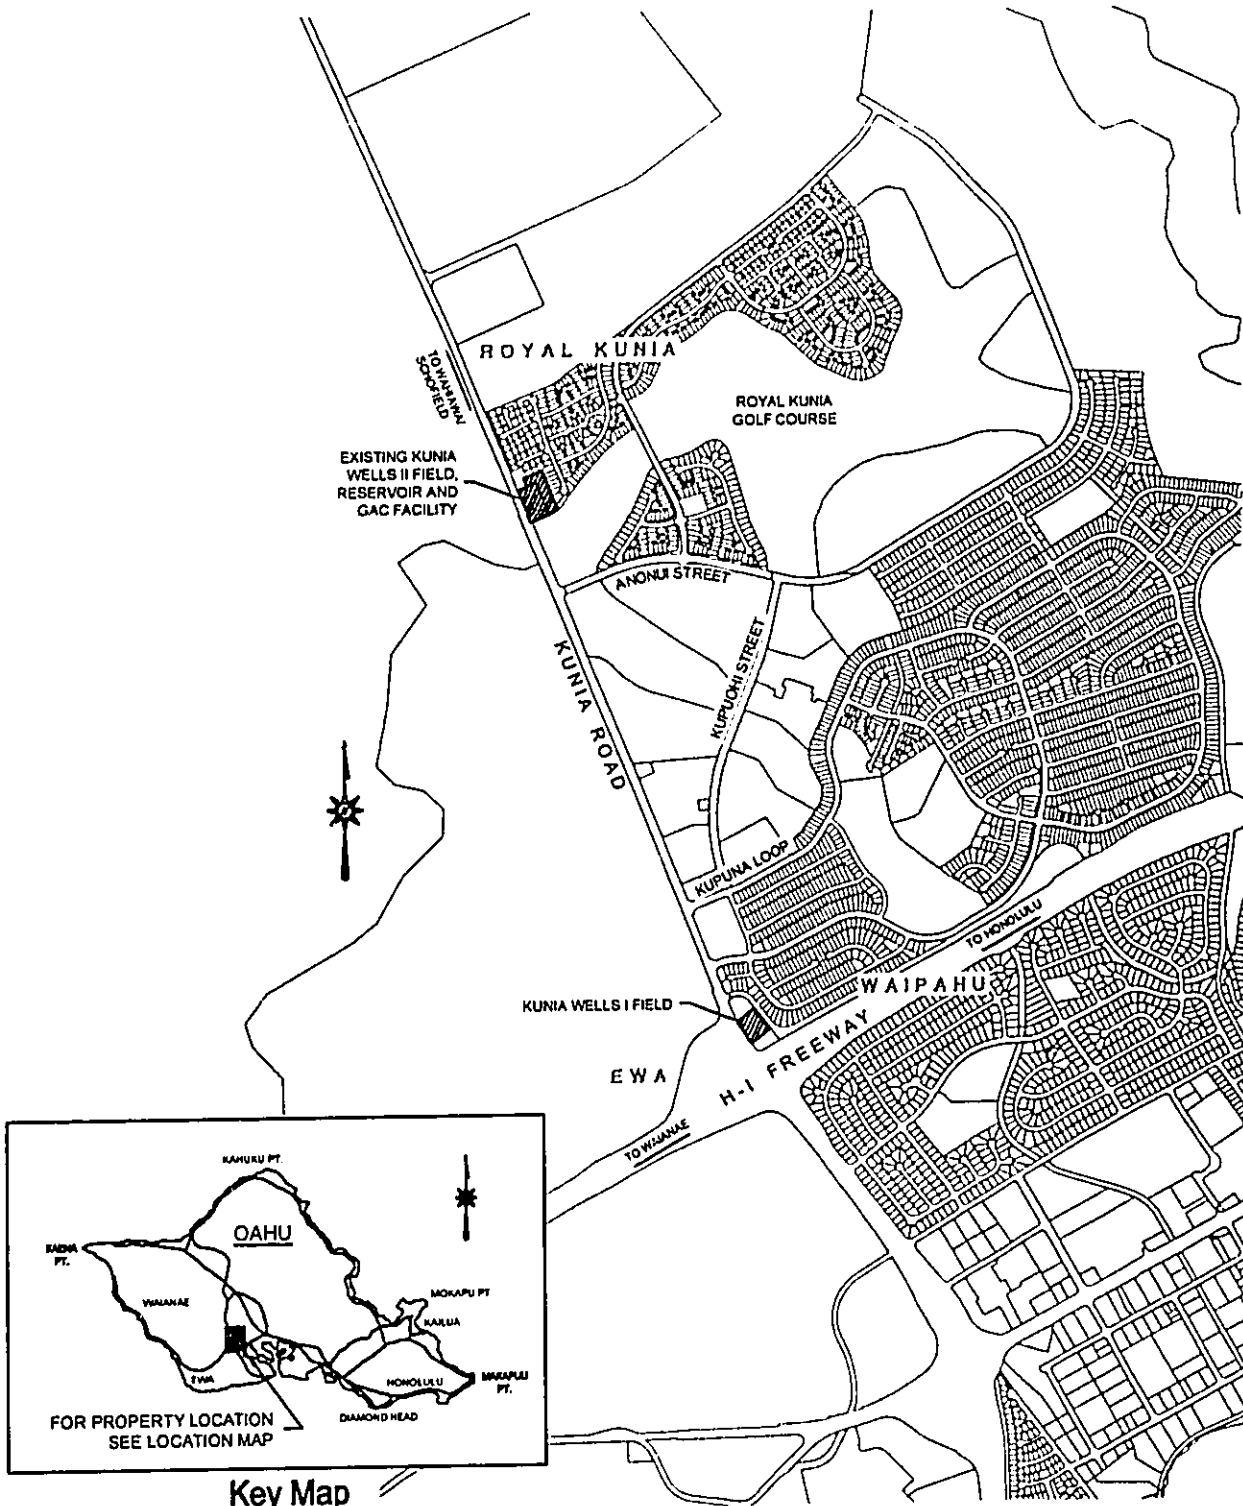 ROYAL KUNIA
TO WAHIAWA/
SCHOFIELD
ROYAL KUNIA
GOLF COURSE
EXISTING KUNIA
WELLS II FIELD,
RESERVOIR AND
GAC FACILITY
ANONUI STREET
KUNIA ROAD
KUPUOHI STREET
KUPUNA LOOP
TO HONOLULU
WAIPAHU
KUNIA WELLS I FIELD
EWA
H-I FREEWAY
TO WAIANAE
KAHUKU PT.
OAHU
KAENA
PT.
WAIANAE
MOKAPU PT
KAILUA
EWA
HONOLULU
MAKAPUU
PT.
DIAMOND HEAD
FOR PROPERTY LOCATION
SEE LOCATION MAP
Key Map